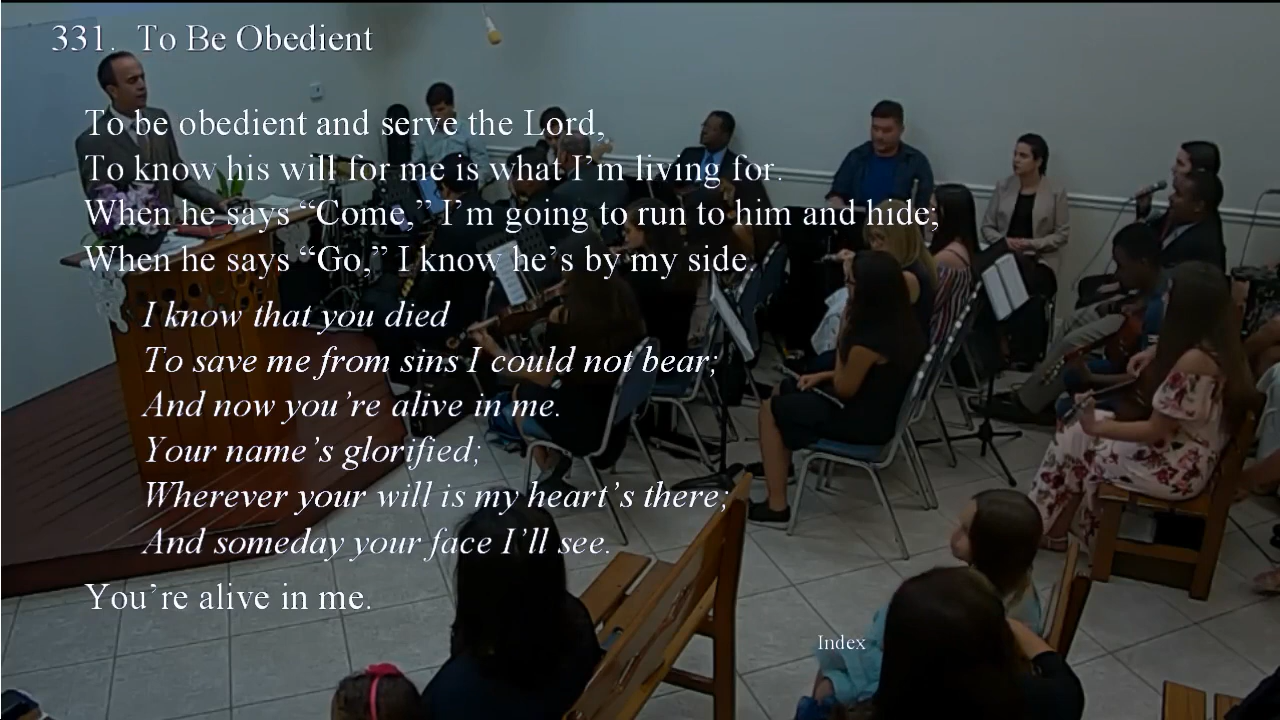 331. To Be Obedient
To be obedient and serve the Lord,
To know his will for me is what I’m living for.
When he says “Come,” I’m going to run to him and hide;
When he says “Go,” I know he’s by my side.
I know that you died
To save me from sins I could not bear;
And now you’re alive in me.
Your name’s glorified;
Wherever your will is my heart’s there;
And someday your face I’ll see.
You’re alive in me.
Index